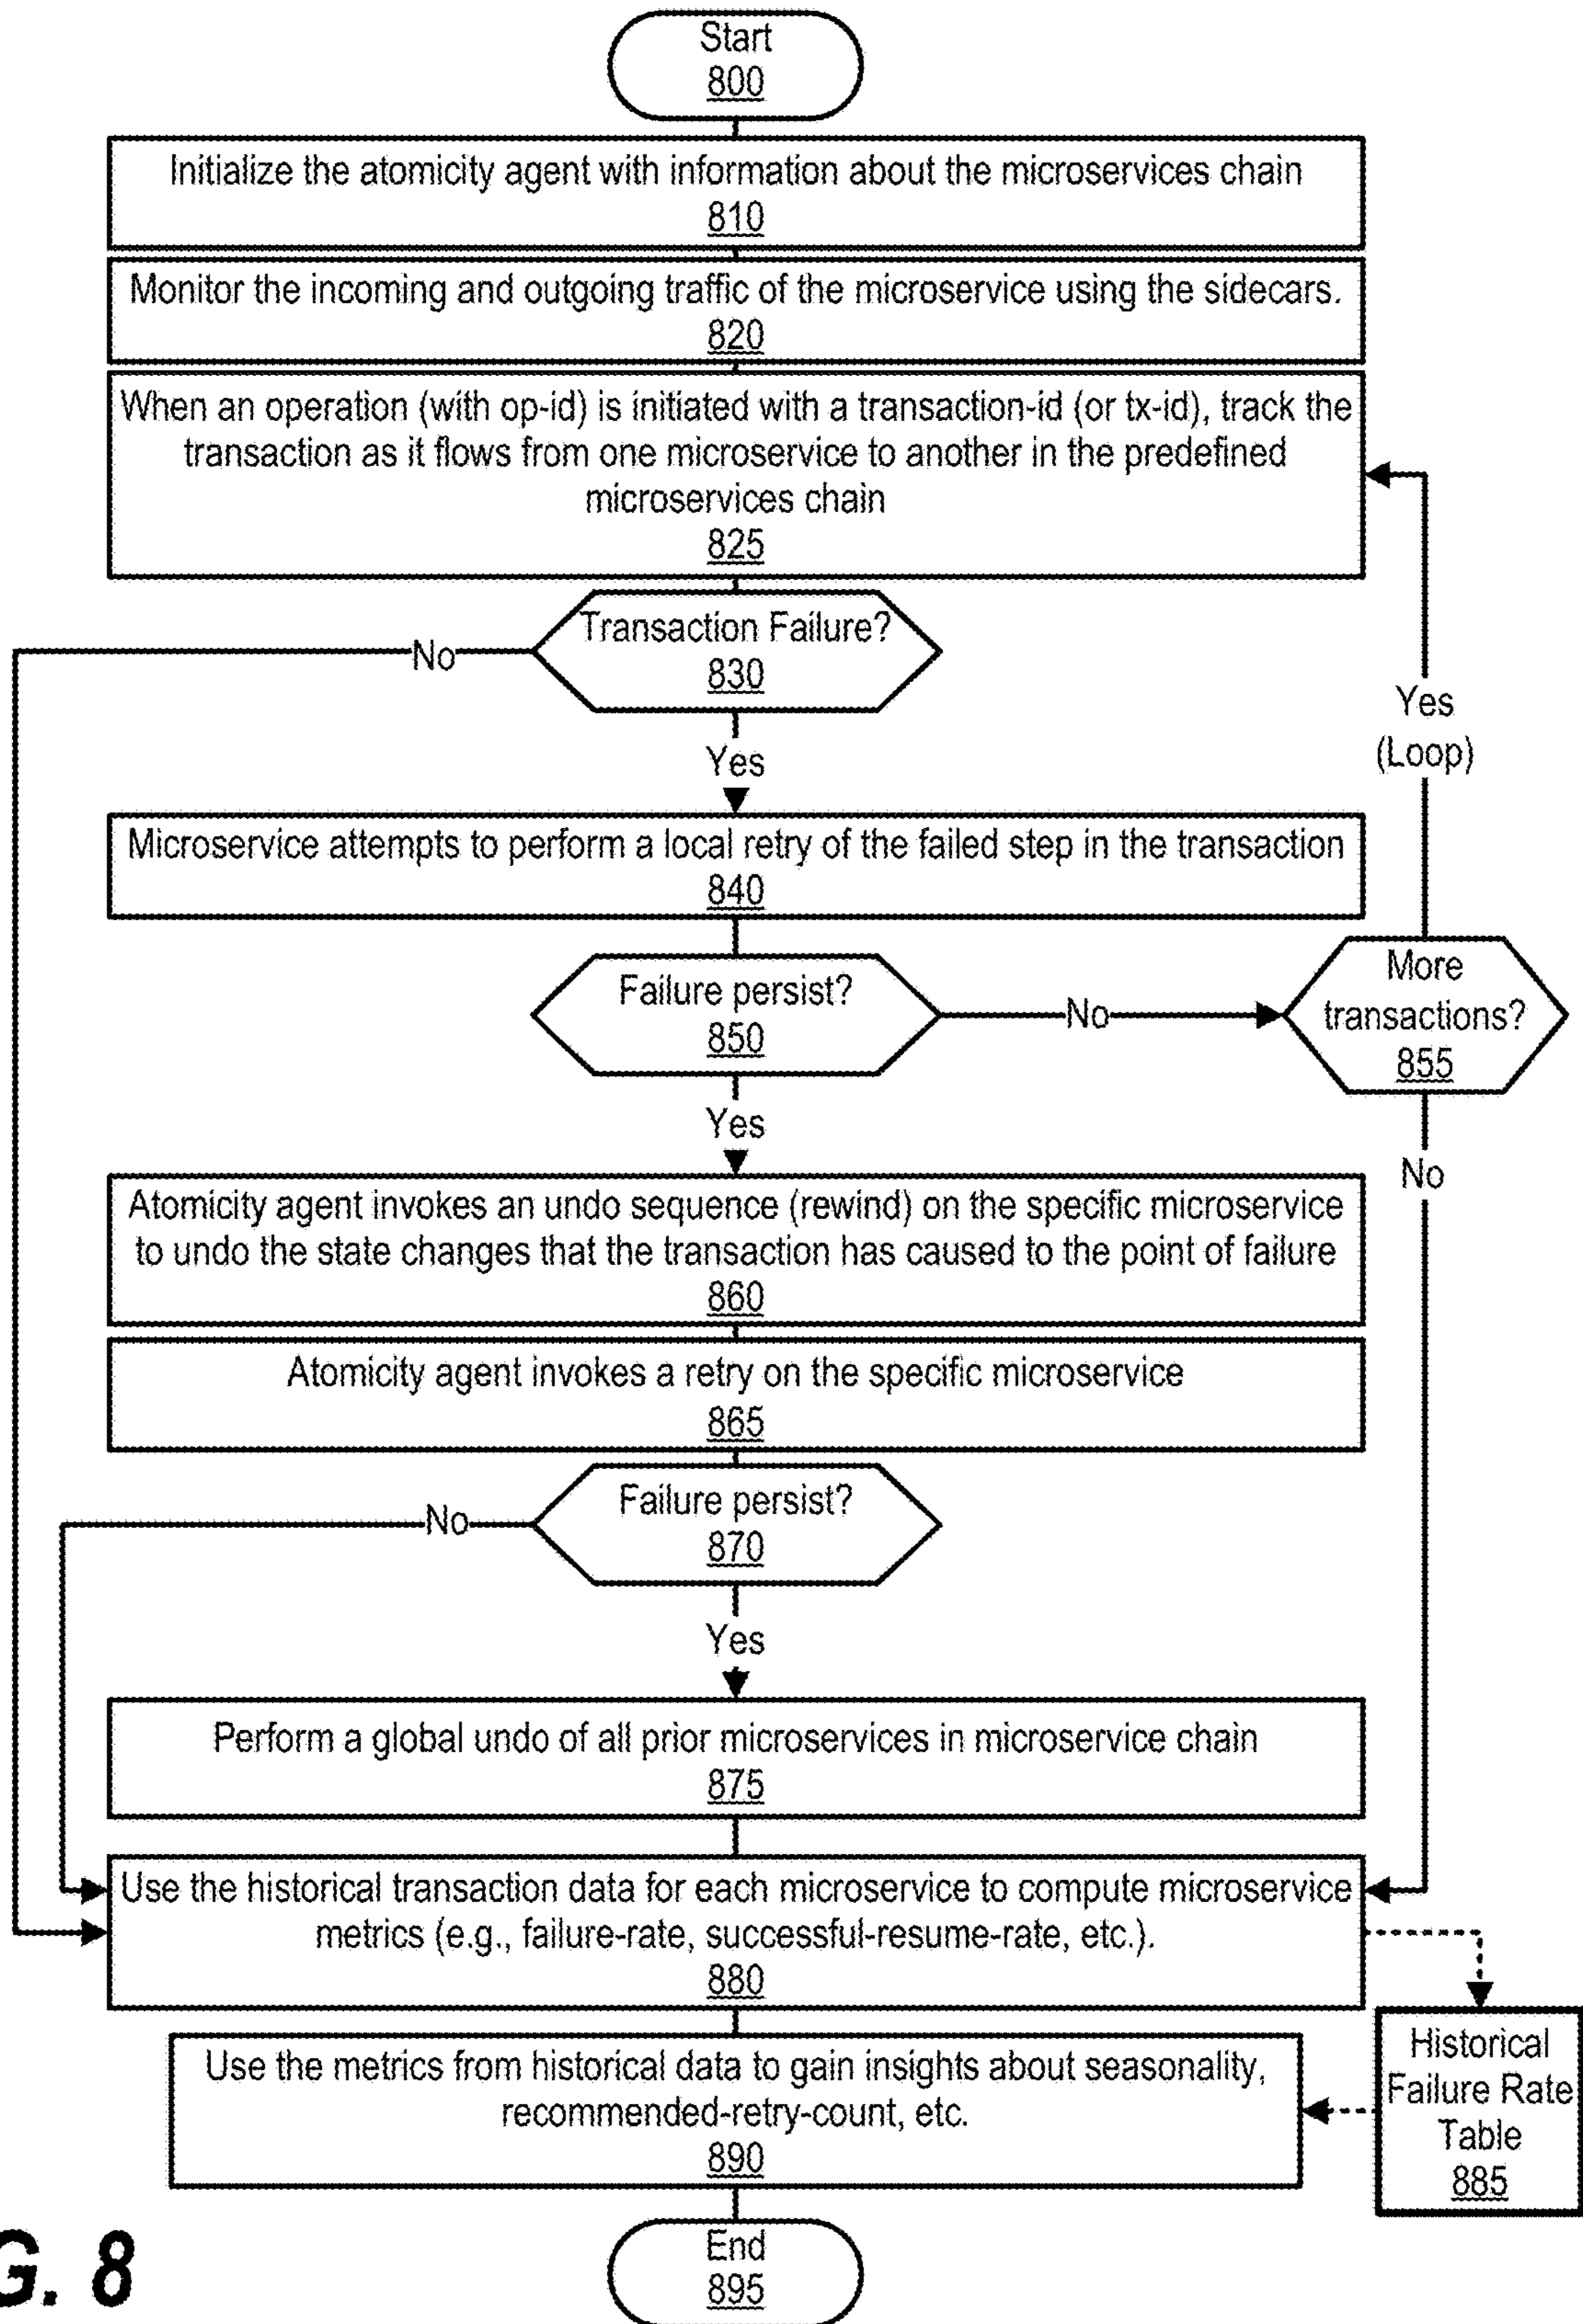 Start
800
Initialize the atomicity agent with information about the microservices chain
810
Monitor the incoming and outgoing traffic of the microservice using the sidecars.
820
When an operation (with op-id) is initiated with a transaction-id (or tx-id), track the
transaction as it flows from one microservice to another in the predefined
microservices chain
825
Transaction Failure?
830
No
Yes
Yes
(Loop)
Microservice attempts to perform a local retry of the failed step in the transaction
840
Failure persist?
850
No
More
transactions?
855
Yes
No
Atomicity agent invokes an undo sequence (rewind) on the specific microservice
to undo the state changes that the transaction has caused to the point of failure
860
Atomicity agent invokes a retry on the specific microservice
865
Failure persist?
870
No
Yes
Perform a global undo of all prior microservices in microservice chain
875
Use the historical transaction data for each microservice to compute microservice
metrics (e.g., failure-rate, successful-resume-rate, etc.).
880
Historical
Failure Rate
Table
885
Use the metrics from historical data to gain insights about seasonality,
recommended-retry-count, etc.
890
End
895
G. 8